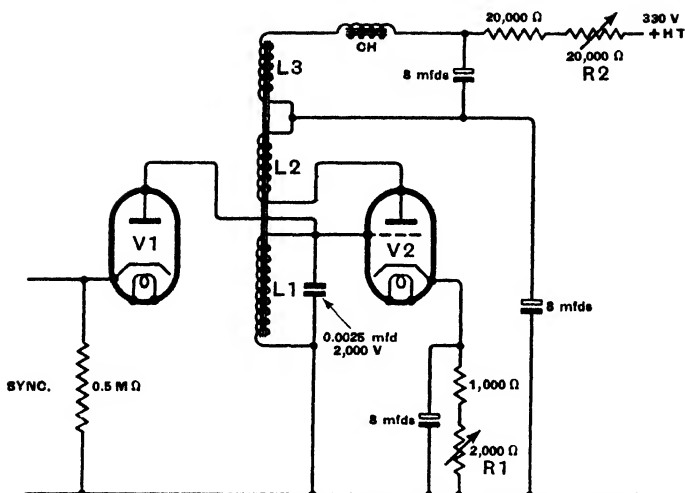 20,000 Ω
330 V
+ HT
CH
20,000 Ω
R2
L3
8 mfds
L2
V1
V2
L1
8 mfds
0.0025 mfd
2,000 V
SYNC.
0.5 M Ω
1,000 Ω
8 mfds
2,000 Ω
R1